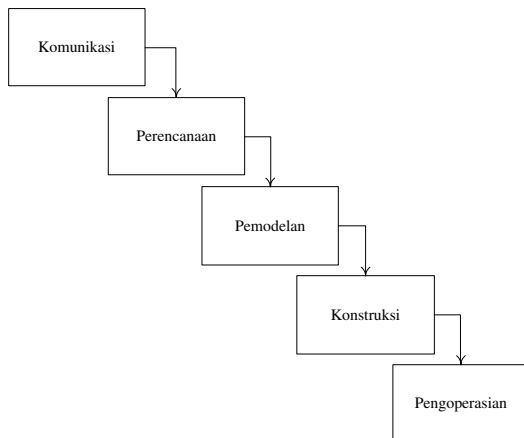 Komunikasi
Perencanaan
Pemodelan
Konstruksi
Pengoperasian